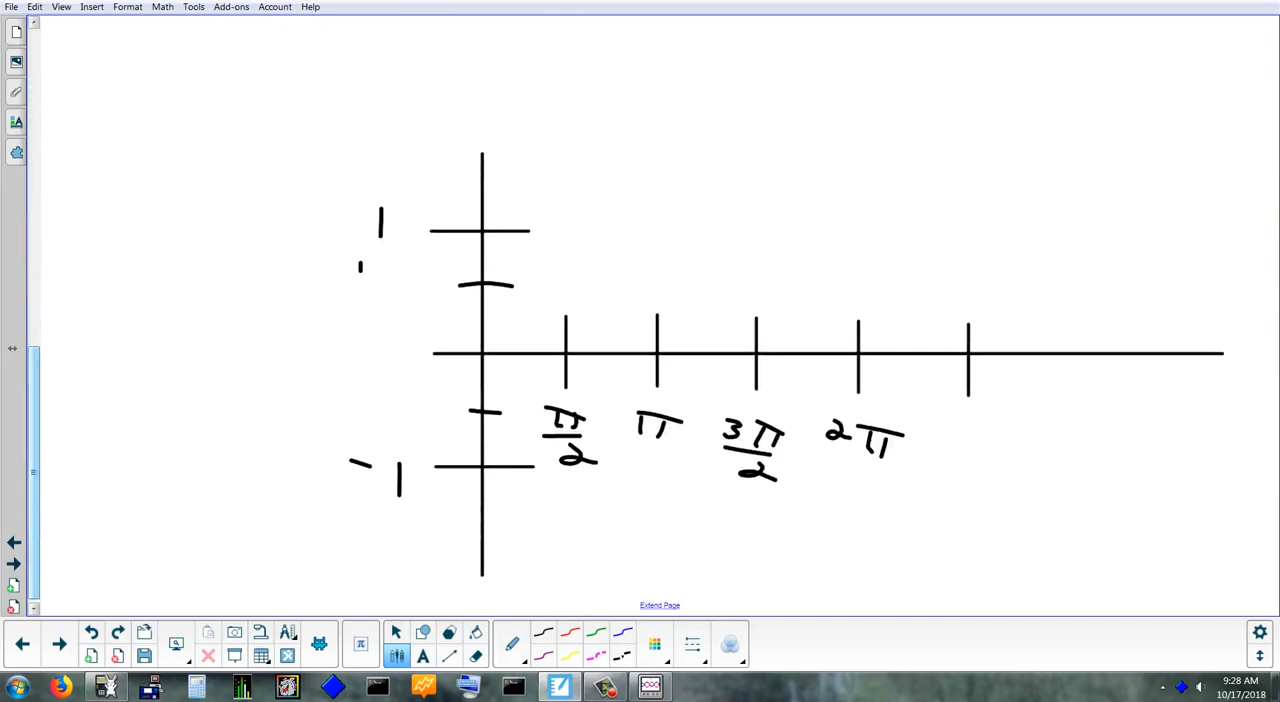 File Edit View Insert Format Math Tools Add-ons Account Help
1
-1
π/2 π 3π/2 2π
Extend Page
9:28 AM
10/17/2018